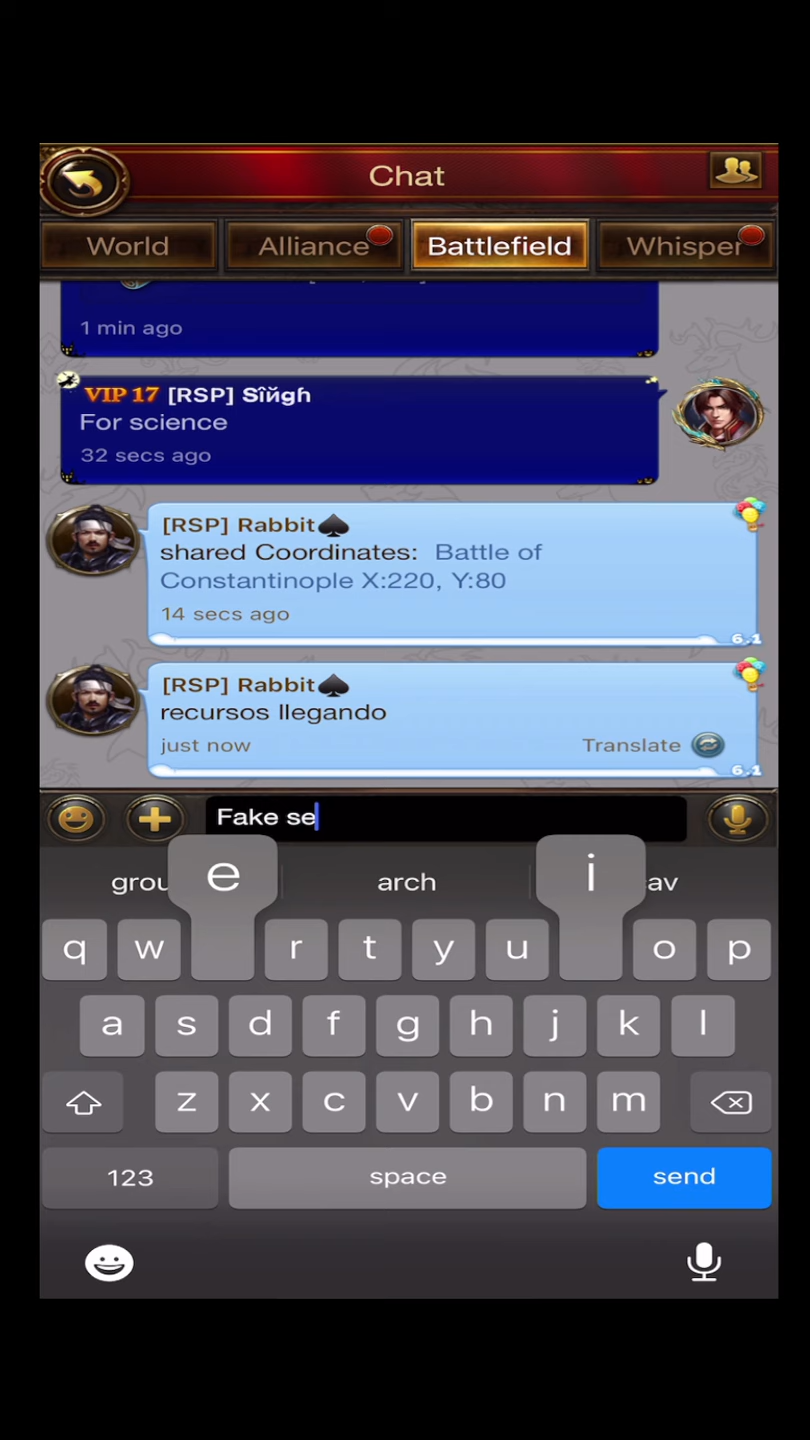 Chat
World Alliance Battlefield Whisper
1 min ago
VIP 17 [RSP] Sîйgɦ
For science
32 secs ago
[RSP] Rabbit♠
shared Coordinates: Battle of
Constantinople X:220, Y:80
14 secs ago
6.1
[RSP] Rabbit♠
recursos llegando
just now Translate
6.1
Fake se
grou e arch i av
q w r t y u o p
a s d f g h j k l
z x c v b n m
123 space send